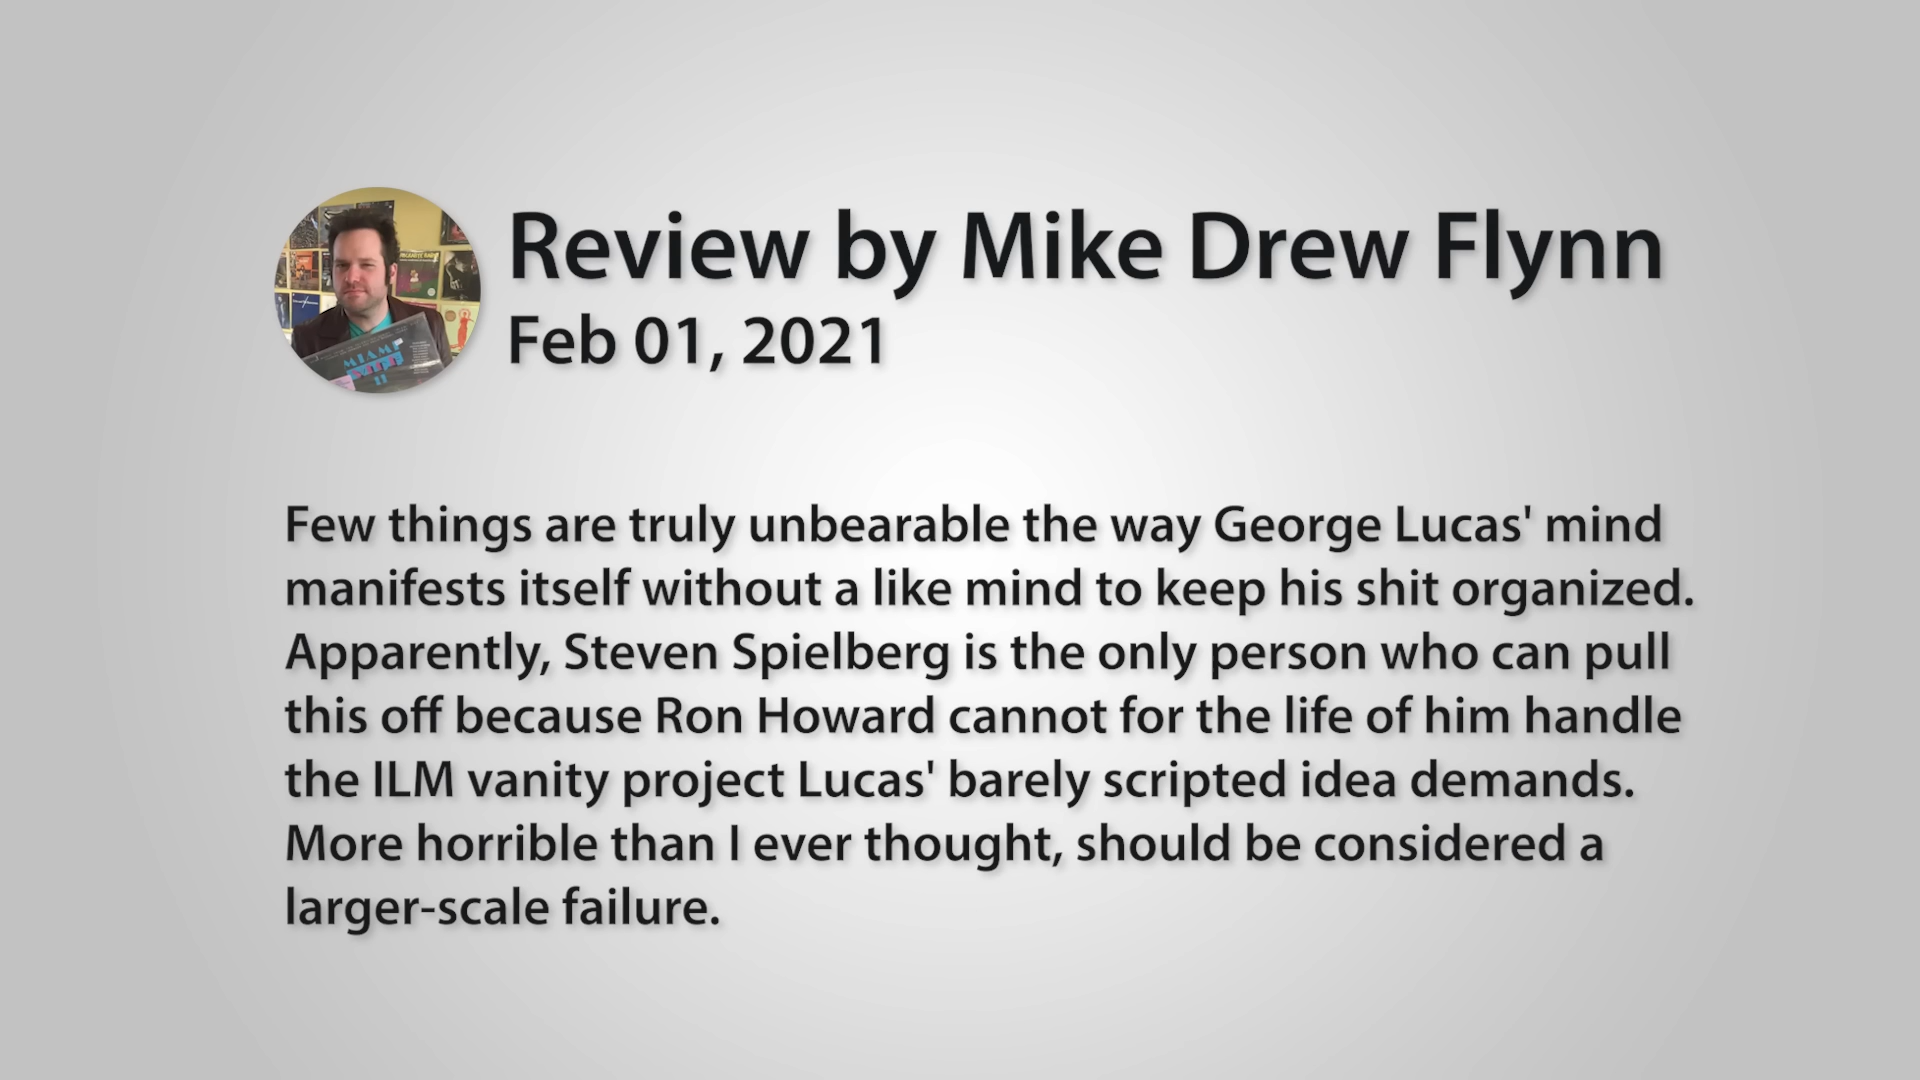 Review by Mike Drew Flynn
Feb 01, 2021
MIAMI
Few things are truly unbearable the way George Lucas' mind
manifests itself without a like mind to keep his shit organized.
Apparently, Steven Spielberg is the only person who can pull
this off because Ron Howard cannot for the life of him handle
the ILM vanity project Lucas' barely scripted idea demands.
More horrible than I ever thought, should be considered a
larger-scale failure.